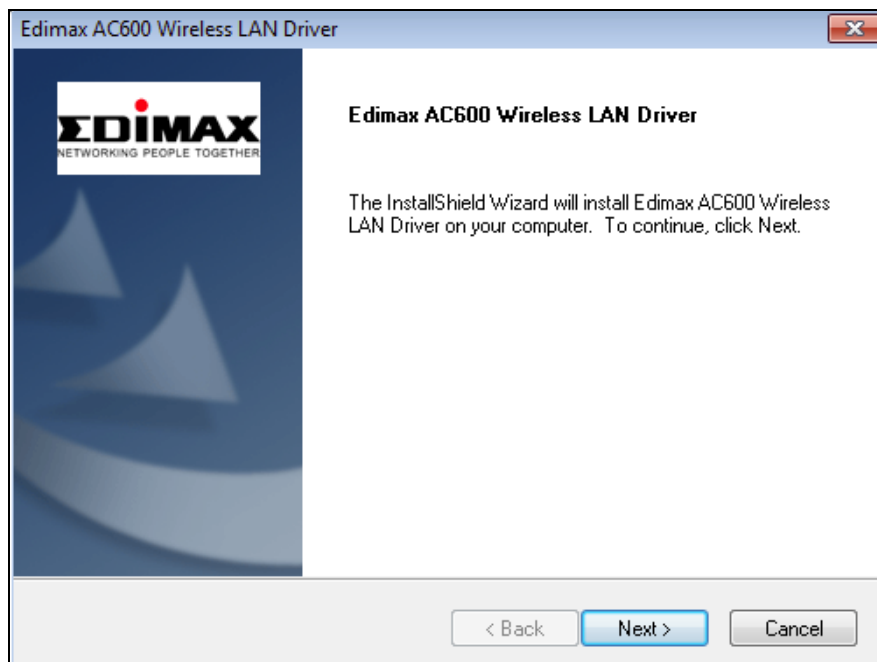 Edimax AC600 Wireless LAN Driver
EDIMAX
NETWORKING PEOPLE TOGETHER
Edimax AC600 Wireless LAN Driver
The InstallShield Wizard will install Edimax AC600 Wireless
LAN Driver on your computer. To continue, click Next.
< Back
Next >
Cancel